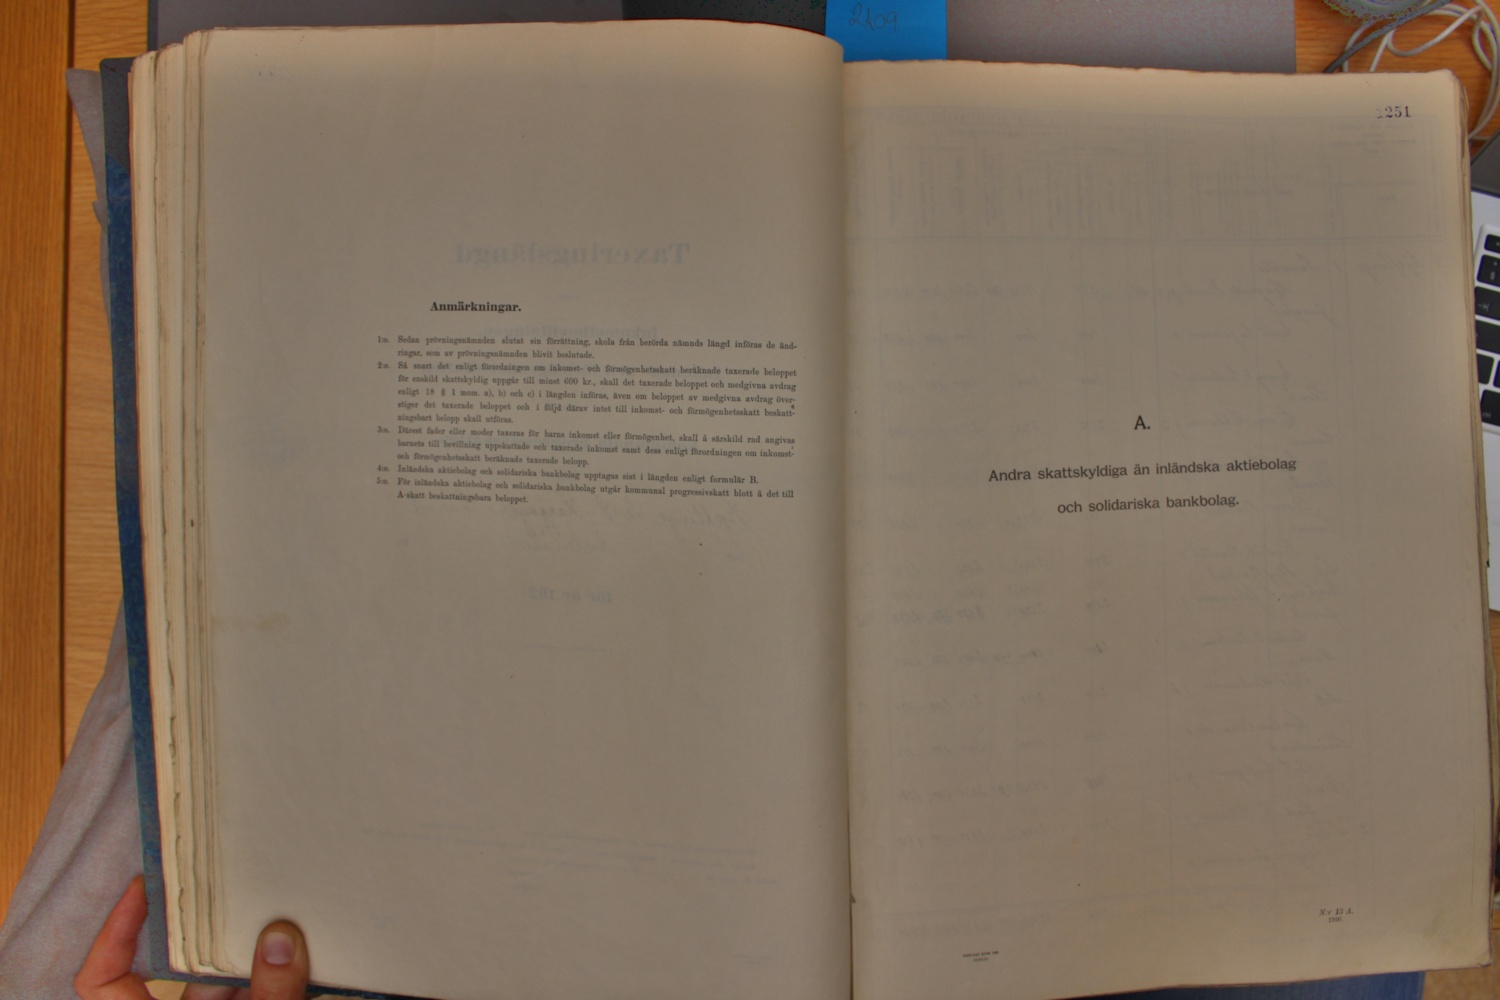 2409
Anmärkningar.
1:o. Sedan prövningsnämnden slutat sin förrättning, skola från berörda nämnds längd införas de änd-
ringar, som av prövningsnämnden blivit beslutade.
2:o. Så snart det enligt förordningen om inkomst- och förmögenhetsskatt beräknade taxerade beloppet
för enskild skattskyldig uppgår till minst 600 kr., skall det taxerade beloppet och medgivna avdrag
enligt 18 § 1 mom. a), b) och c) i längden införas, även om beloppet av medgivna avdrag över-
stiger det taxerade beloppet och i följd därav intet till inkomst- och förmögenhetsskatt beskatt-
ningsbart belopp skall utföras.
3:o. Därest fader eller moder taxeras för barns inkomst eller förmögenhet, skall å särskild rad angivas
barnets till bevillning uppskattade och taxerade inkomst samt dess enligt förordningen om inkomst-
och förmögenhetsskatt beräknade taxerade belopp.
4:o. Inländska aktiebolag och solidariska bankbolag upptagas sist i längden enligt formulär B.
5:o. För inländska aktiebolag och solidariska bankbolag utgår kommunal progressivskatt blott å det till
A-skatt beskattningsbara beloppet.
1251
A.
Andra skattskyldiga än inländska aktiebolag
och solidariska bankbolag.
N:r 13 A.